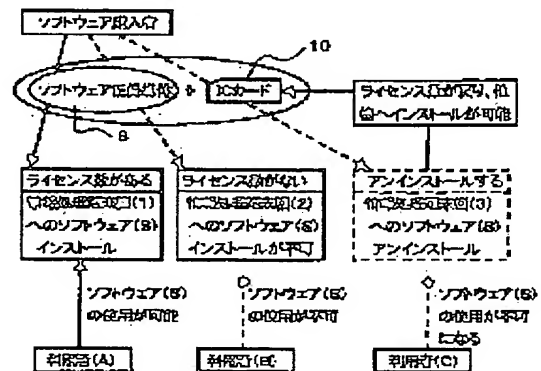 ソフトウェア購入者
10
ソフトウェア
ICカード
8
ライセンス数が戻り、他
へインストールが可能
ライセンス数がある
(1)
へのソフトウェア(S)
インストール
ライセンス数がない
(2)
へのソフトウェア(S)
インストールが不可
アンインストールする
(3)
へのソフトウェア(S)
アンインストール
ソフトウェア(S)
の使用が可能
ソフトウェア(S)
の使用が不可
ソフトウェア(S)
の使用が不可
になる
利用者(A)
利用者(B)
利用者(C)